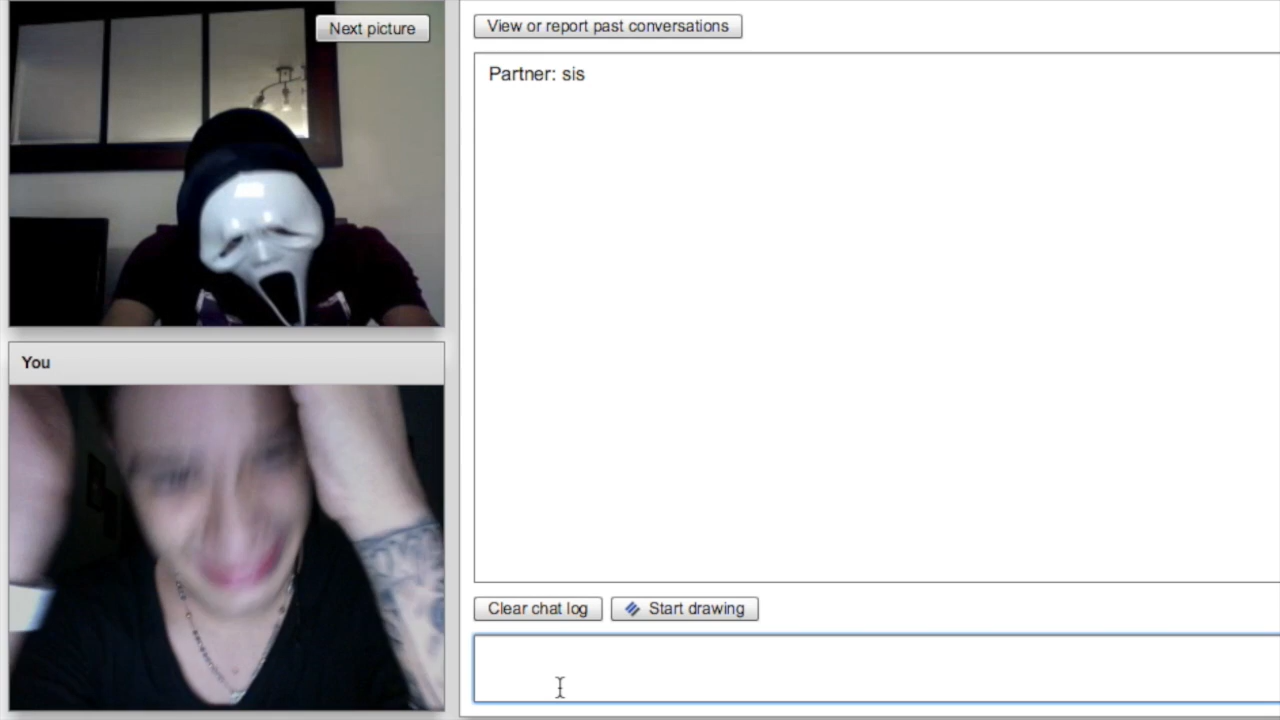 Next picture
View or report past conversations
Partner: sis
You
Clear chat log
Start drawing